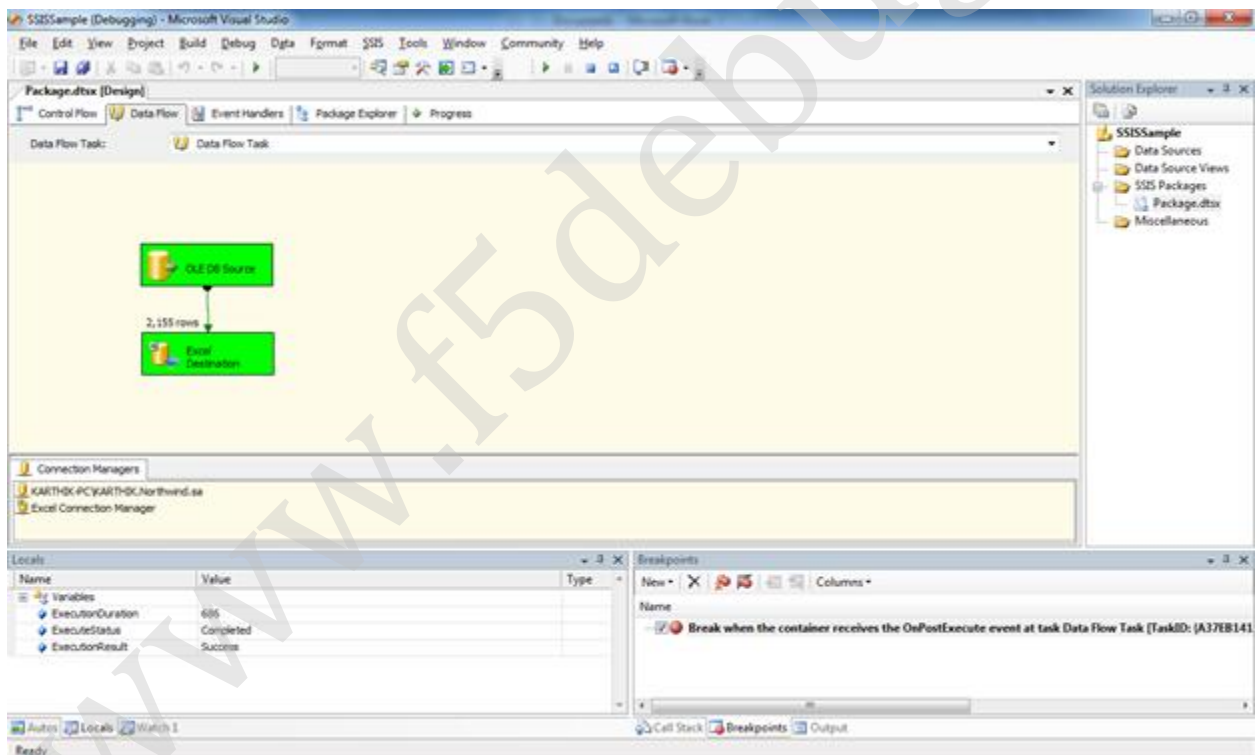 SSISSample (Debugging) - Microsoft Visual Studio
File Edit View Project Build Debug Data Format SSIS Tools Window Community Help
Package.dtsx [Design]
Control Flow Data Flow Event Handlers Package Explorer Progress
Data Flow Task: Data Flow Task
OLE DB Source
2,155 rows
Excel
Destination
Connection Managers
KARTHIK-PC\KARTHIK.Northwind.sa
Excel Connection Manager
Solution Explorer
SSISSample
Data Sources
Data Source Views
SSIS Packages
Package.dtsx
Miscellaneous
Locals
Name Value Type
Variables
ExecutionDuration 686
ExecuteStatus Completed
ExecutionResult Success
Autos Locals Watch 1
Breakpoints
New Columns
Name
Break when the container receives the OnPostExecute event at task Data Flow Task [TaskID: {A37EB141
Call Stack Breakpoints Output
Ready
www.f5debu